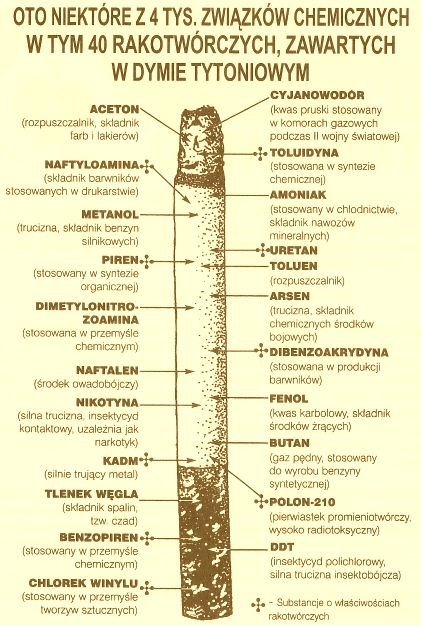 OTO NIEKTÓRE Z 4 TYS. ZWIĄZKÓW CHEMICZNYCH
W TYM 40 RAKOTWÓRCZYCH, ZAWARTYCH
W DYMIE TYTONIOWYM
ACETON
(rozpuszczalnik, składnik
farb i lakierów)
NAFTYLOAMINA
(składnik barwników
stosowanych w drukarstwie)
METANOL
(trucizna, składnik benzyn
silnikowych)
PIREN
(stosowany w syntezie
organicznej)
DIMETYLONITRO-
ZOAMINA
(stosowana w przemyśle
chemicznym)
NAFTALEN
(środek owadobójczy)
NIKOTYNA
(silna trucizna, insektycyd
kontaktowy, uzależnia jak
narkotyk)
KADM
(silnie trujący metal)
TLENEK WĘGLA
(składnik spalin,
tzw. czad)
BENZOPIREN
(stosowany w przemyśle
chemicznym)
CHLOREK WINYLU
(stosowany w przemyśle
tworzyw sztucznych)
CYJANOWODÓR
(kwas pruski stosowany
w komorach gazowych
podczas II wojny światowej)
TOLUIDYNA
(stosowana w syntezie
chemicznej)
AMONIAK
(stosowany w chłodnictwie,
składnik nawozów
mineralnych)
URETAN
TOLUEN
(rozpuszczalnik)
ARSEN
(trucizna, składnik
chemicznych środków
bojowych)
DIBENZOAKRYDYNA
(stosowana w produkcji
barwników)
FENOL
(kwas karbolowy, składnik
środków żrących)
BUTAN
(gaz pędny, stosowany
do wyrobu benzyny
syntetycznej)
POLON-210
(pierwiastek promieniotwórczy,
wysoko radiotoksyczny)
DDT
(insektycyd polichlorowy,
silna trucizna insektobójcza)
- Substancje o właściwościach
rakotwórczych